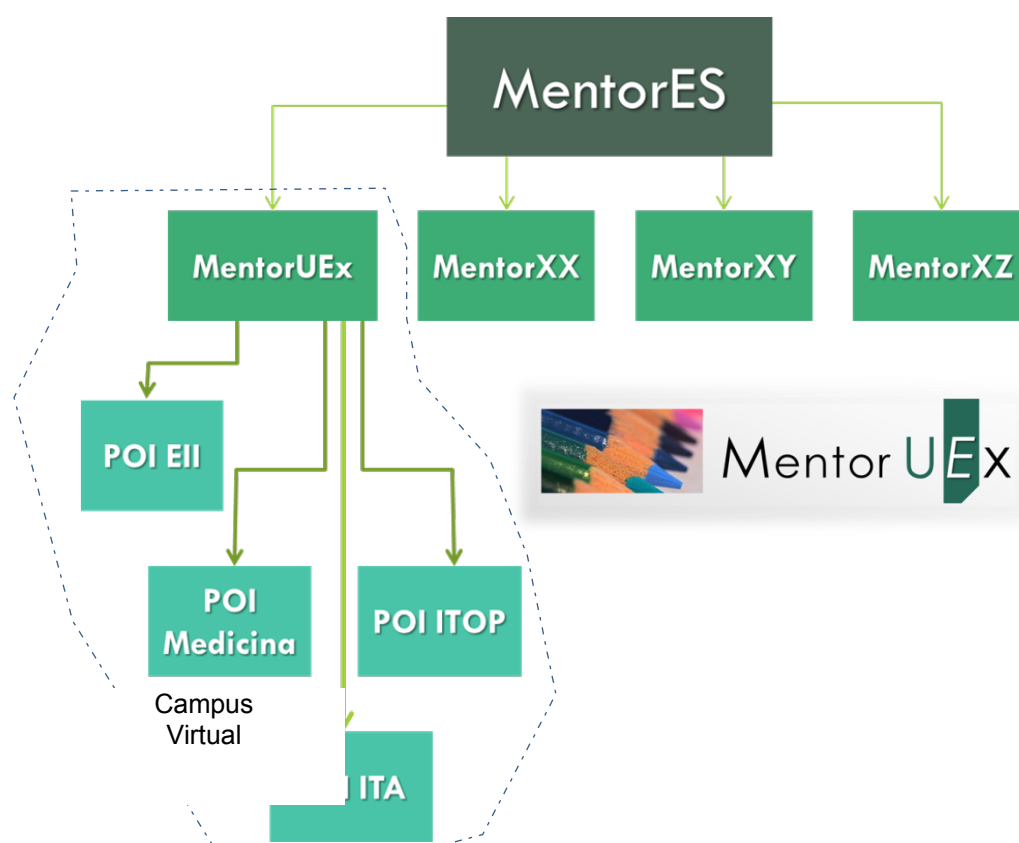 MentorES
MentorUEx
MentorXX
MentorXY
MentorXZ
POI EII
Mentor UEx
POI
Medicina
POI ITOP
Campus
Virtual
ITA